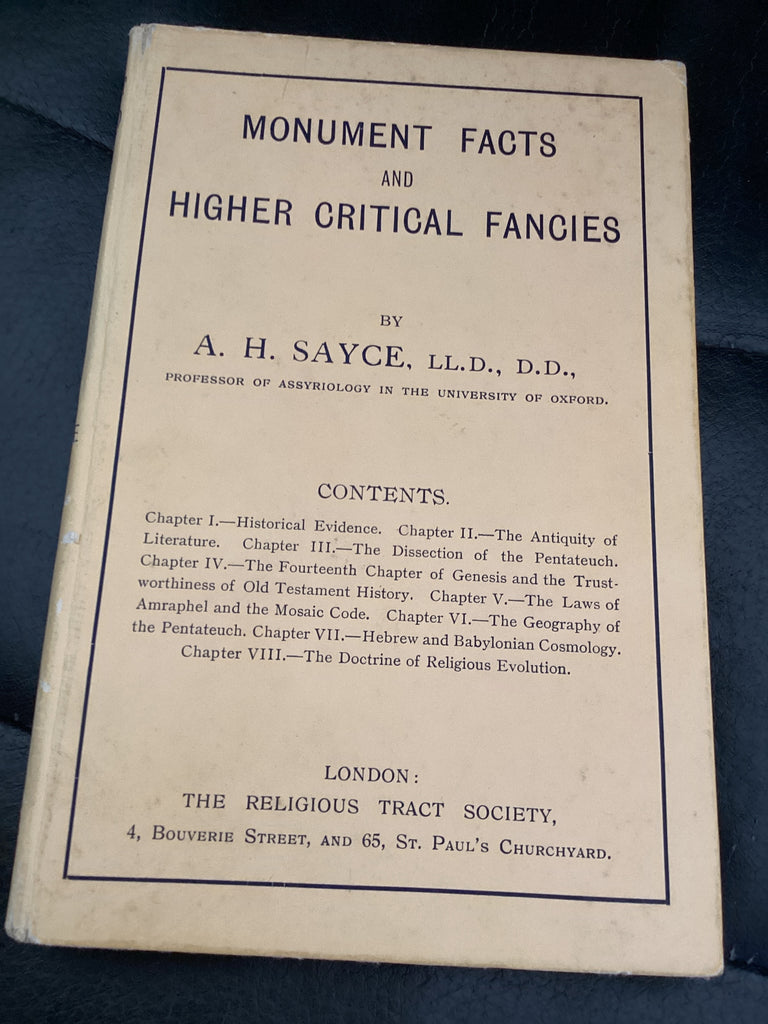 MONUMENT FACTS
AND
HIGHER CRITICAL FANCIES
BY
A. H. SAYCE, LL.D., D.D.,
PROFESSOR OF ASSYRIOLOGY IN THE UNIVERSITY OF OXFORD.
CONTENTS.
Chapter I.—Historical Evidence. Chapter II.—The Antiquity of
Literature. Chapter III.—The Dissection of the Pentateuch.
Chapter IV.—The Fourteenth Chapter of Genesis and the Trust-
worthiness of Old Testament History. Chapter V.—The Laws of
Amraphel and the Mosaic Code. Chapter VI.—The Geography of
the Pentateuch. Chapter VII.—Hebrew and Babylonian Cosmology.
Chapter VIII.—The Doctrine of Religious Evolution.
LONDON:
THE RELIGIOUS TRACT SOCIETY,
4, BOUVERIE STREET, AND 65, ST. PAUL'S CHURCHYARD.